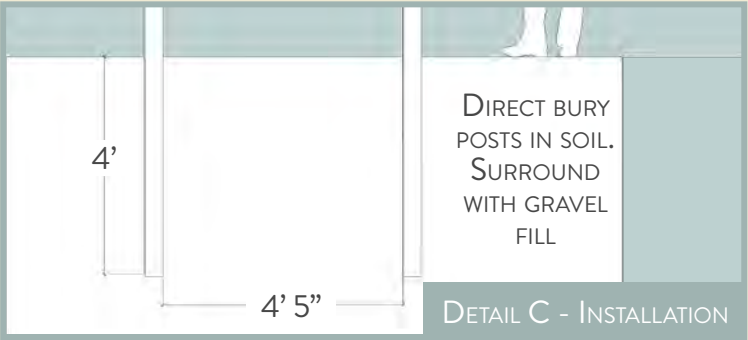 DIRECT BURY
POSTS IN SOIL.
SURROUND
WITH GRAVEL
FILL
4’
4’ 5”
DETAIL C - INSTALLATION